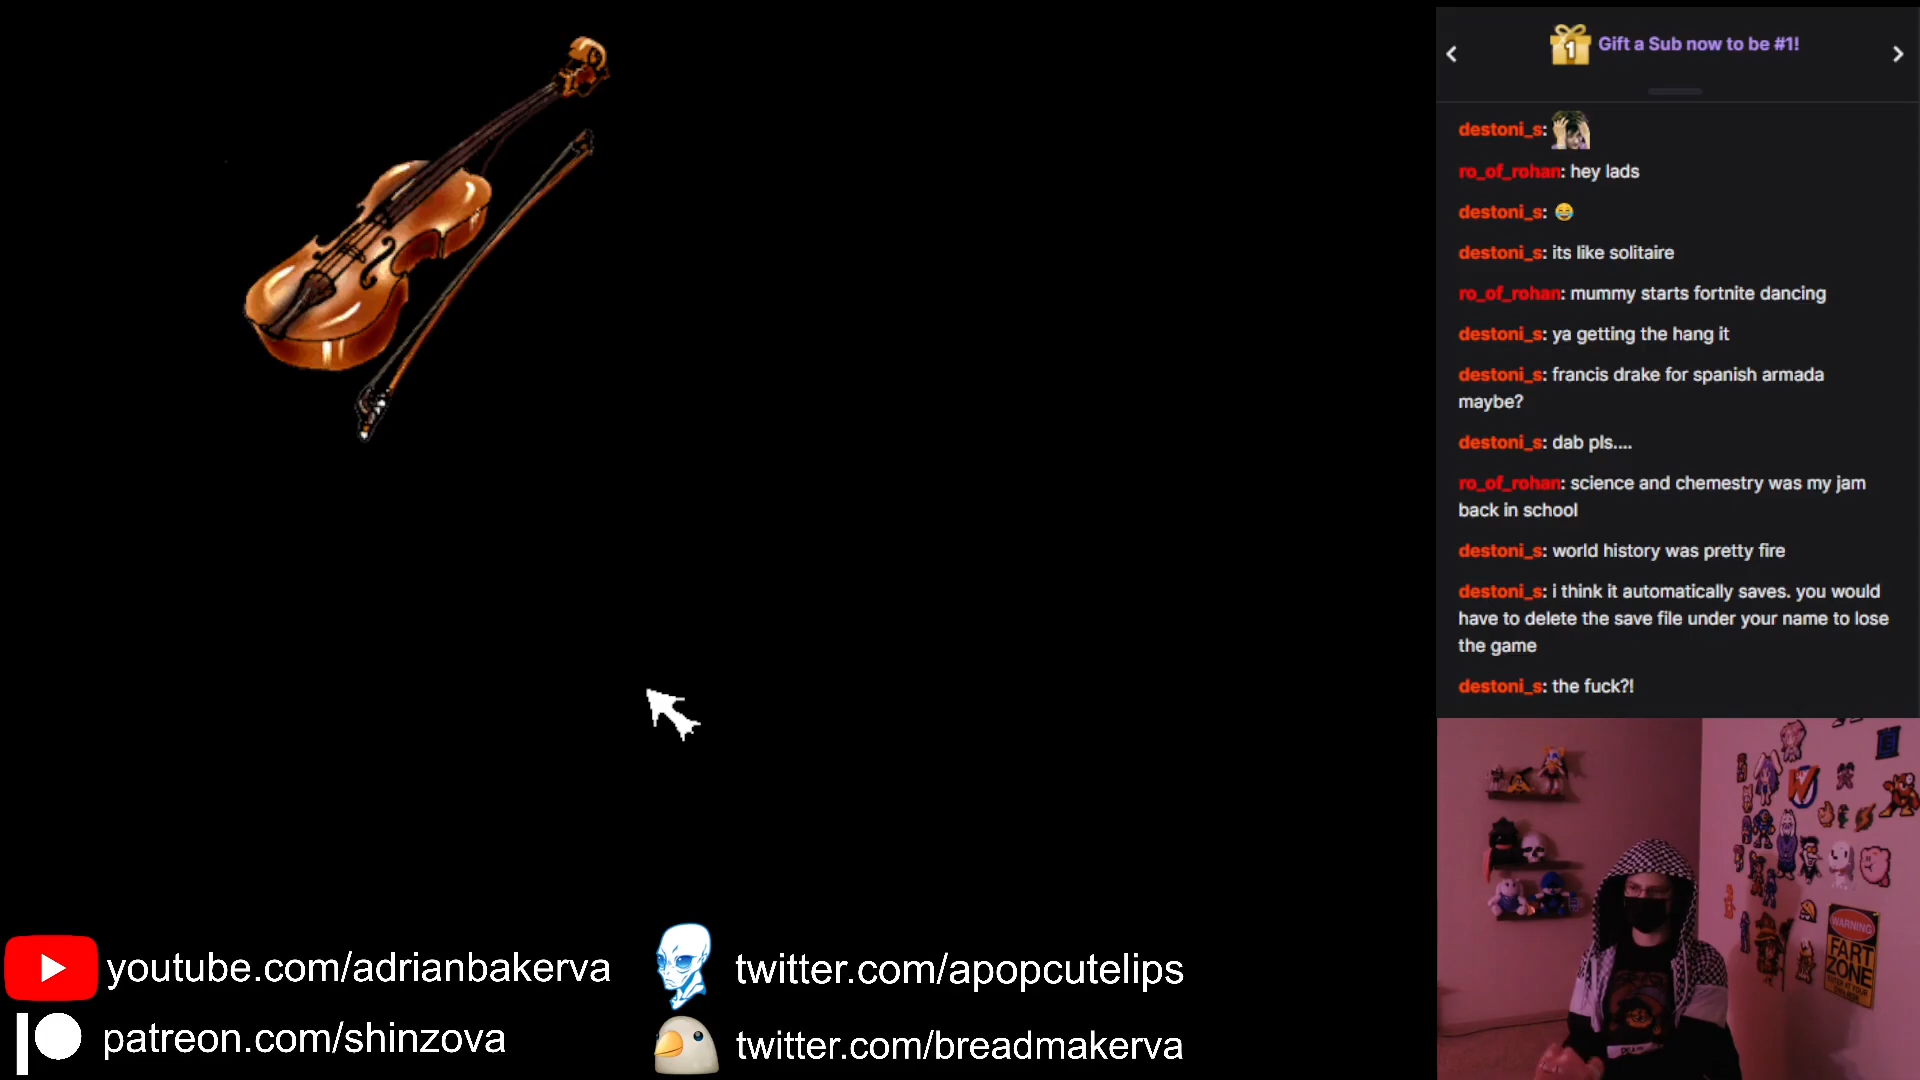 Gift a Sub now to be #1!
1
destoni_s:
ro_of_rohan: hey lads
destoni_s: 😂
destoni_s: its like solitaire
ro_of_rohan: mummy starts fortnite dancing
destoni_s: ya getting the hang it
destoni_s: francis drake for spanish armada
maybe?
destoni_s: dab pls....
ro_of_rohan: science and chemestry was my jam
back in school
destoni_s: world history was pretty fire
destoni_s: i think it automatically saves. you would
have to delete the save file under your name to lose
the game
destoni_s: the fuck?!
WARNING
FART
ZONE
youtube.com/adrianbakerva
twitter.com/apopcutelips
patreon.com/shinzova
twitter.com/breadmakerva